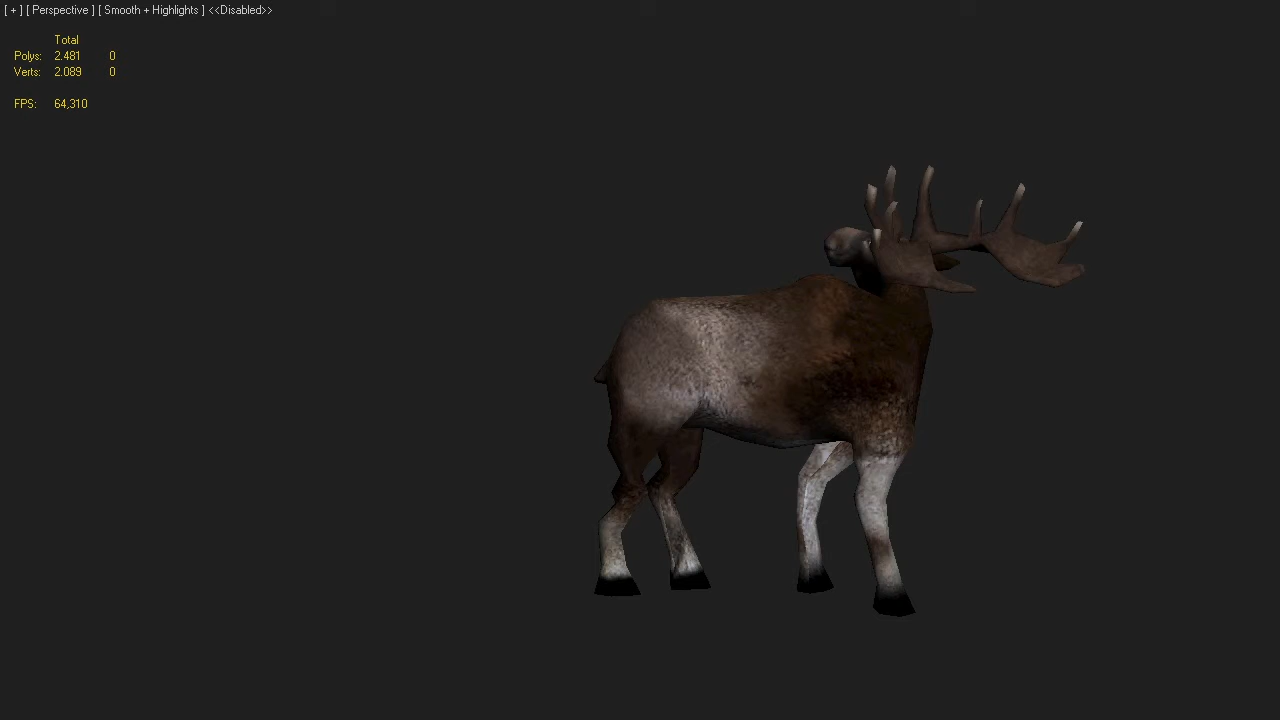 [ + ] [ Perspective ] [ Smooth + Highlights ] <<Disabled>>
Total
Polys: 2.481 0
Verts: 2.089 0
FPS: 64,310